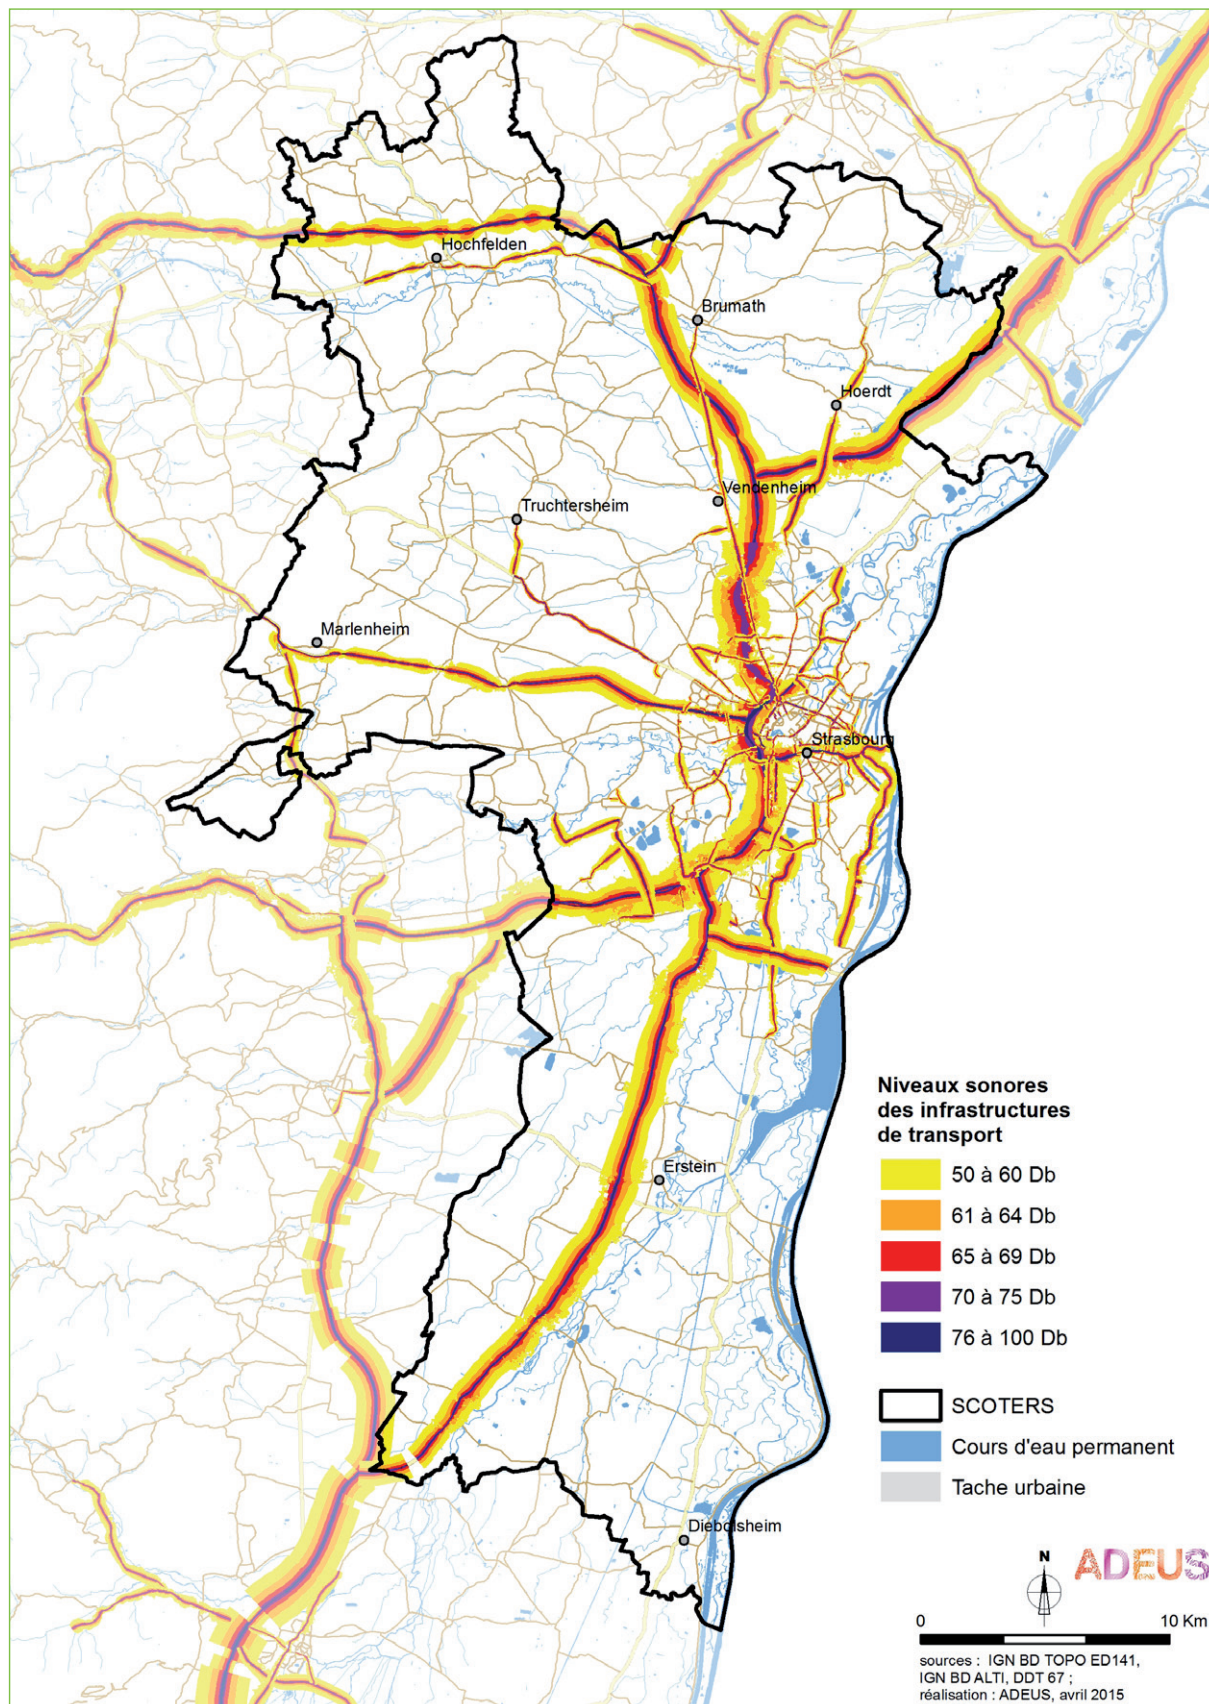 Hochfelden
Brumath
Hoerdt
Vendenheim
Truchtersheim
Marlenheim
Strasbourg
Erstein
Diebolsheim
Niveaux sonores
des infrastructures
de transport
50 à 60 Db
61 à 64 Db
65 à 69 Db
70 à 75 Db
76 à 100 Db
SCOTERS
Cours d'eau permanent
Tache urbaine
N
ADEUS
0 10 Km
sources : IGN BD TOPO ED141,
IGN BD ALTI, DDT 67 ;
réalisation : ADEUS, avril 2015